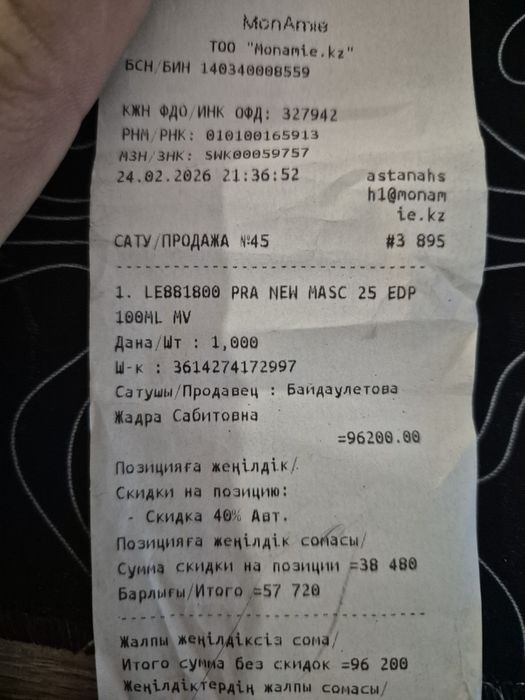 MonAmie
ТОО "Monamie.kz"
БСН/БИН 140340008559
КЖН ФДО/ИНК ОФД: 327942
РНМ/РНК: 010100165913
МЗН/ЗНК: SWK00059757
24.02.2026 21:36:52 astanahs
h1@monam
ie.kz
САТУ/ПРОДАЖА №45 #3 895
1. LE881800 PRA NEW MASC 25 EDP
100ML MV
Дана/Шт : 1,000
Ш-к : 3614274172997
Сатушы/Продавец : Байдаулетова
Жадра Сабитовна
=96200.00
Позицияға жеңілдік/
Скидки на позицию:
- Скидка 40% Авт.
Позицияға жеңілдік сомасы/
Сумма скидки на позиции =38 480
Барлығы/Итого =57 720
Жалпы жеңілдіксіз сома/
Итого сумма без скидок =96 200
Жеңілдіктердің жалпы сомасы/